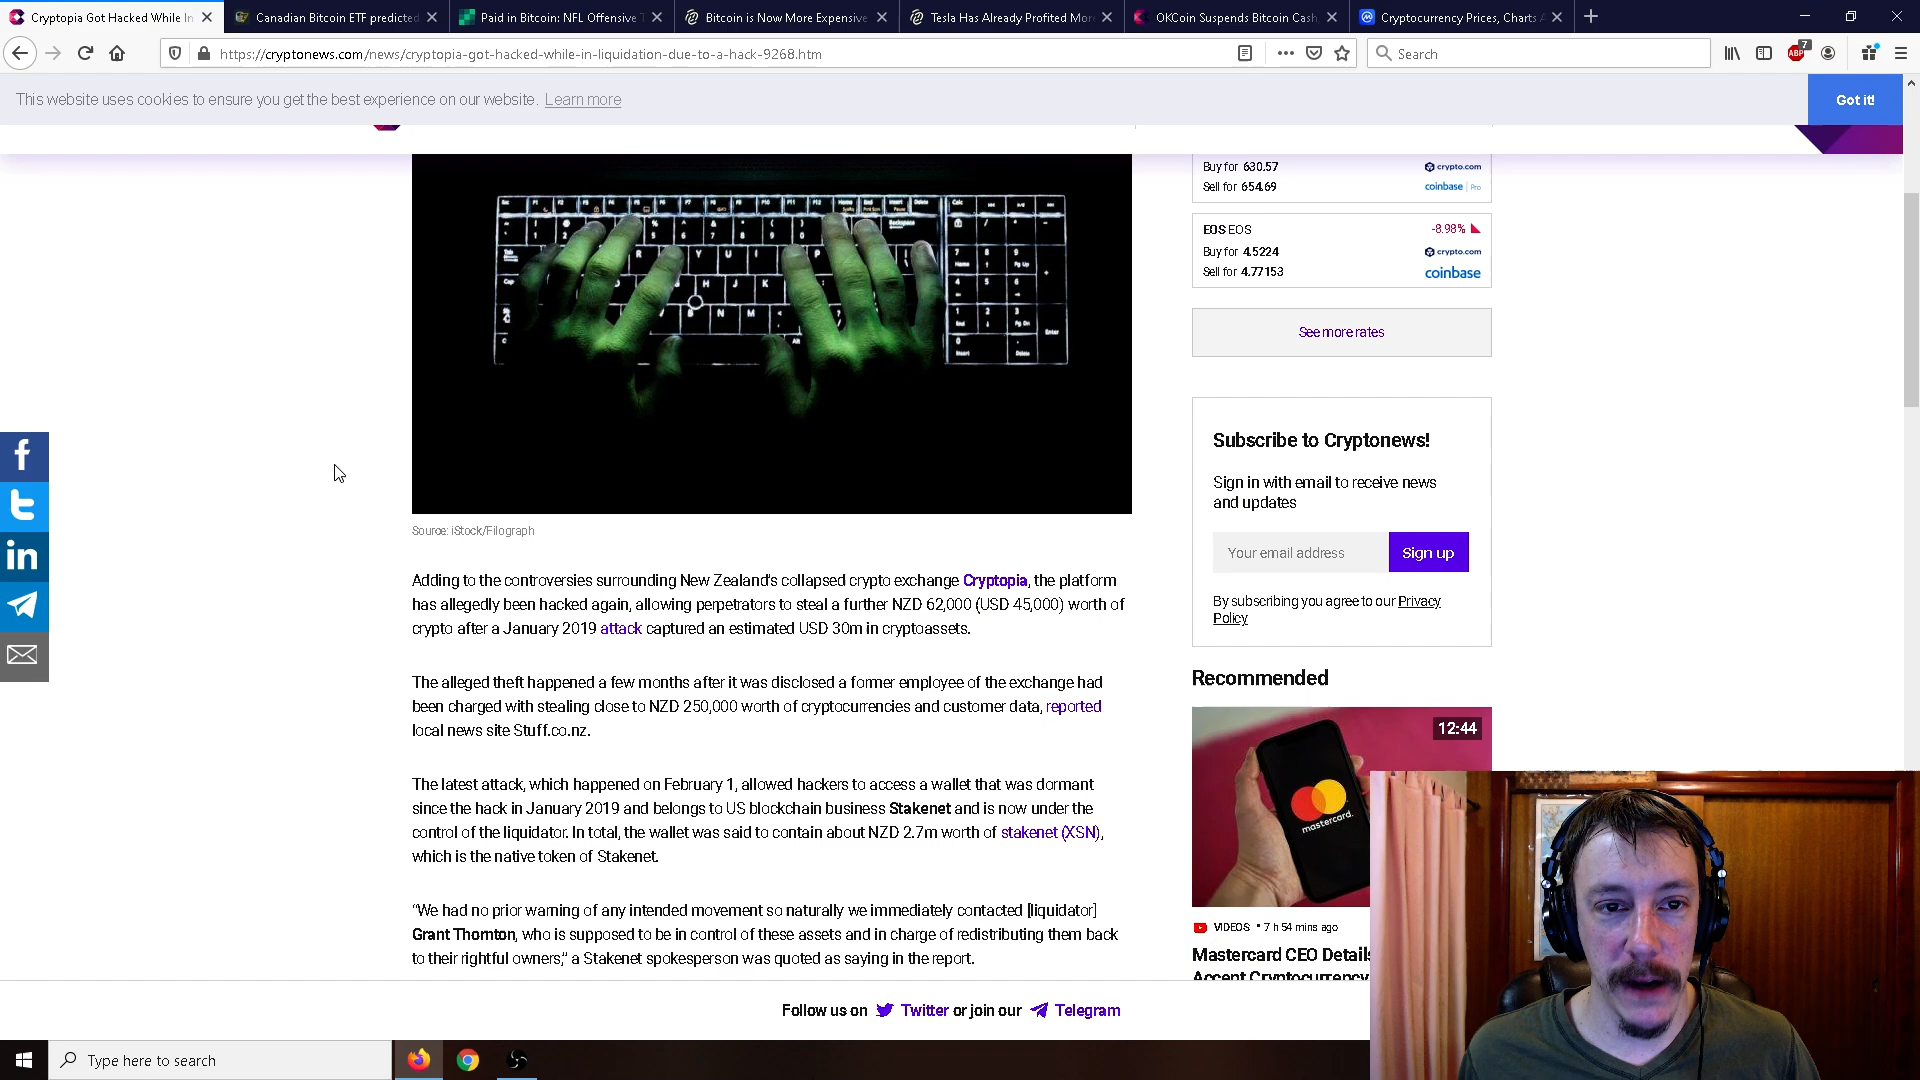 Cryptopia Got Hacked While In
Canadian Bitcoin ETF predicted
Paid in Bitcoin: NFL Offensive T
Bitcoin is Now More Expensive
Tesla Has Already Profited Mor
OKCoin Suspends Bitcoin Cash,
Cryptocurrency Prices, Charts A
https://cryptonews.com/news/cryptopia-got-hacked-while-in-liquidation-due-to-a-hack-9268.htm
Search
ABP
7
This website uses cookies to ensure you get the best experience on our website. Learn more
Got it!
Buy for 630.57
crypto.com
Sell for 654.69
coinbase | Pro
EOS EOS
-8.98%
Buy for 4.5224
crypto.com
Sell for 4.77153
coinbase
See more rates
Subscribe to Cryptonews!
Sign in with email to receive news
and updates
Your email address
Sign up
By subscribing you agree to our Privacy
Policy
Source: iStock/Filograph
Adding to the controversies surrounding New Zealand's collapsed crypto exchange Cryptopia, the platform
has allegedly been hacked again, allowing perpetrators to steal a further NZD 62,000 (USD 45,000) worth of
crypto after a January 2019 attack captured an estimated USD 30m in cryptoassets.
The alleged theft happened a few months after it was disclosed a former employee of the exchange had
been charged with stealing close to NZD 250,000 worth of cryptocurrencies and customer data, reported
local news site Stuff.co.nz.
The latest attack, which happened on February 1, allowed hackers to access a wallet that was dormant
since the hack in January 2019 and belongs to US blockchain business Stakenet and is now under the
control of the liquidator. In total, the wallet was said to contain about NZD 2.7m worth of stakenet (XSN),
which is the native token of Stakenet.
“We had no prior warning of any intended movement so naturally we immediately contacted [liquidator]
Grant Thornton, who is supposed to be in control of these assets and in charge of redistributing them back
to their rightful owners,” a Stakenet spokesperson was quoted as saying in the report.
Recommended
12:44
mastercard.
VIDEOS • 7 h 54 mins ago
Mastercard CEO Details
Accept Cryptocurrency
Follow us on Twitter or join our Telegram
Type here to search